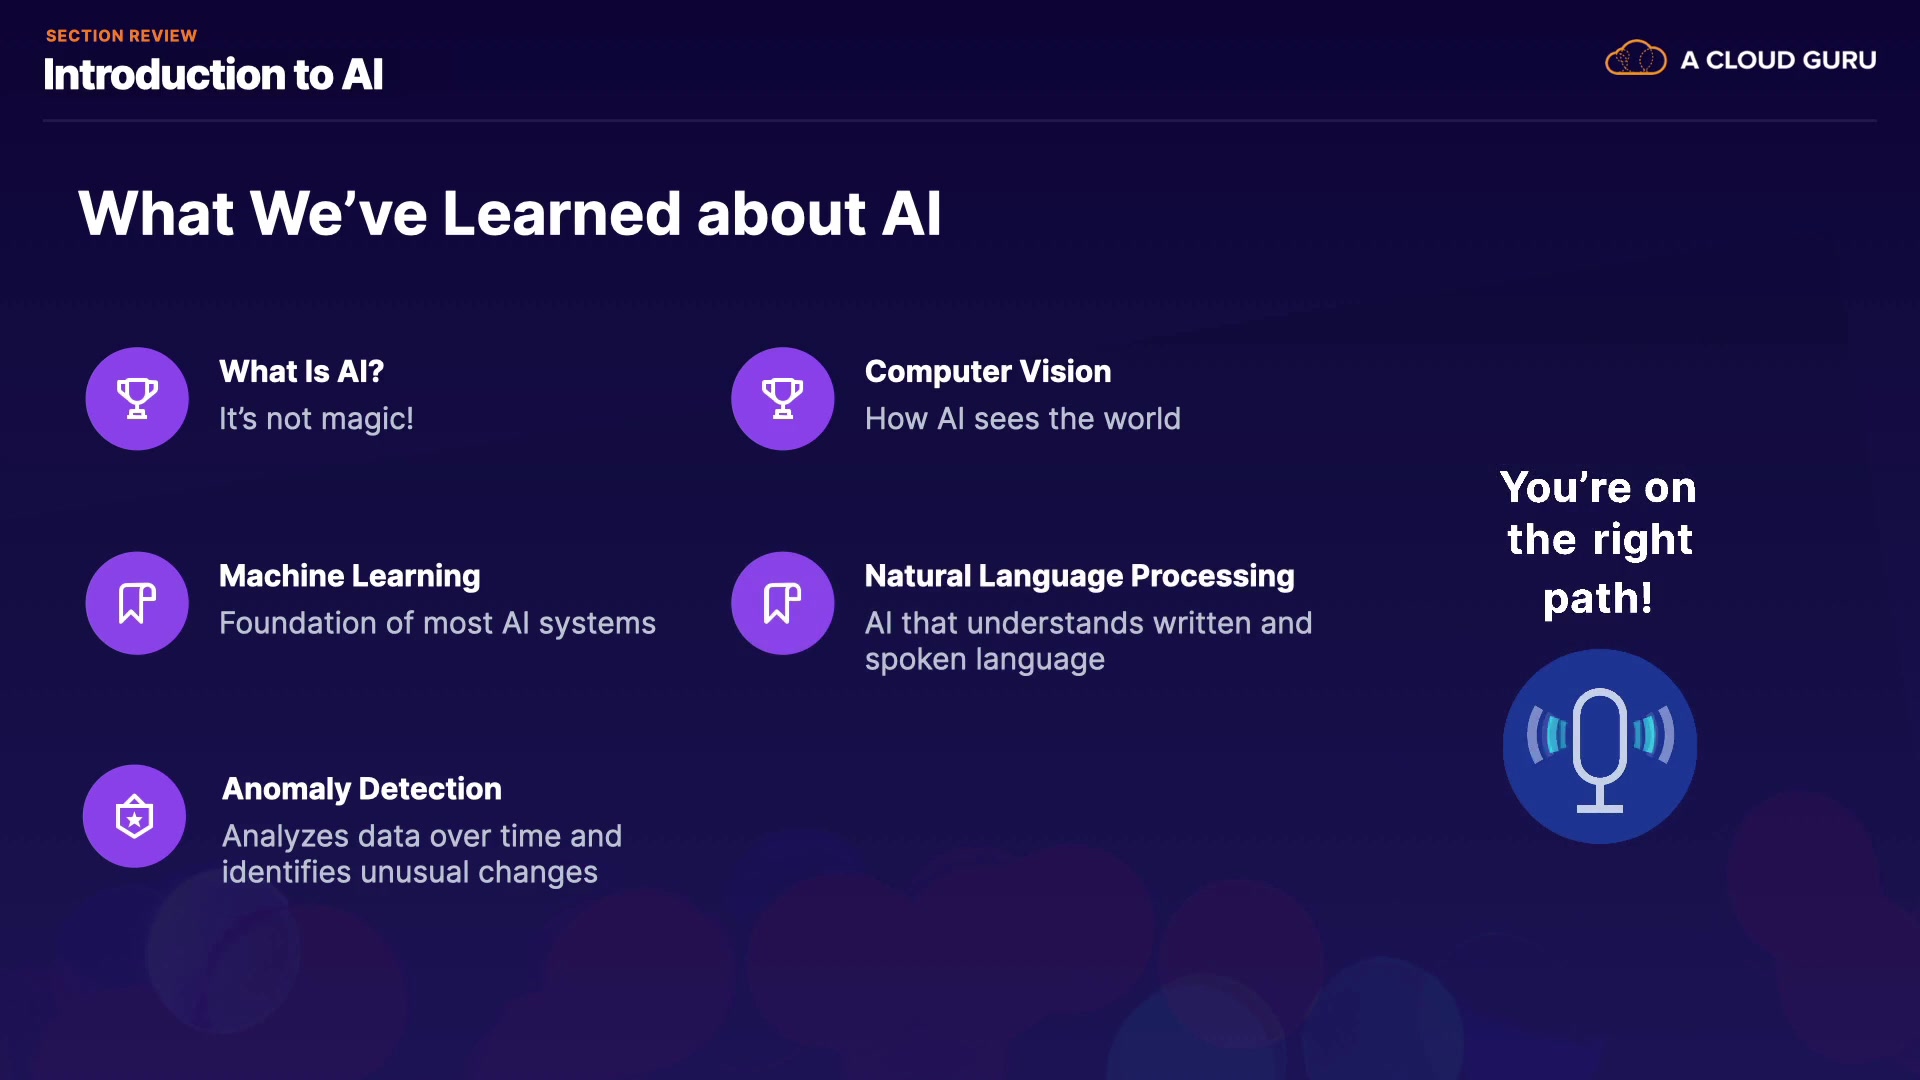 SECTION REVIEW
Introduction to AI
A CLOUD GURU
What We’ve Learned about AI
What Is AI?
It’s not magic!
Computer Vision
How AI sees the world
Machine Learning
Foundation of most AI systems
Natural Language Processing
AI that understands written and
spoken language
Anomaly Detection
Analyzes data over time and
identifies unusual changes
You’re on
the right
path!